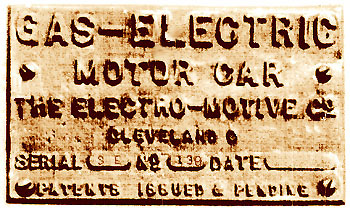 GAS-ELECTRIC
MOTOR CAR
THE ELECTRO-MOTIVE CO
CLEVELAND O
SERIAL S E NO 139 DATE
PATENTS ISSUED & PENDING